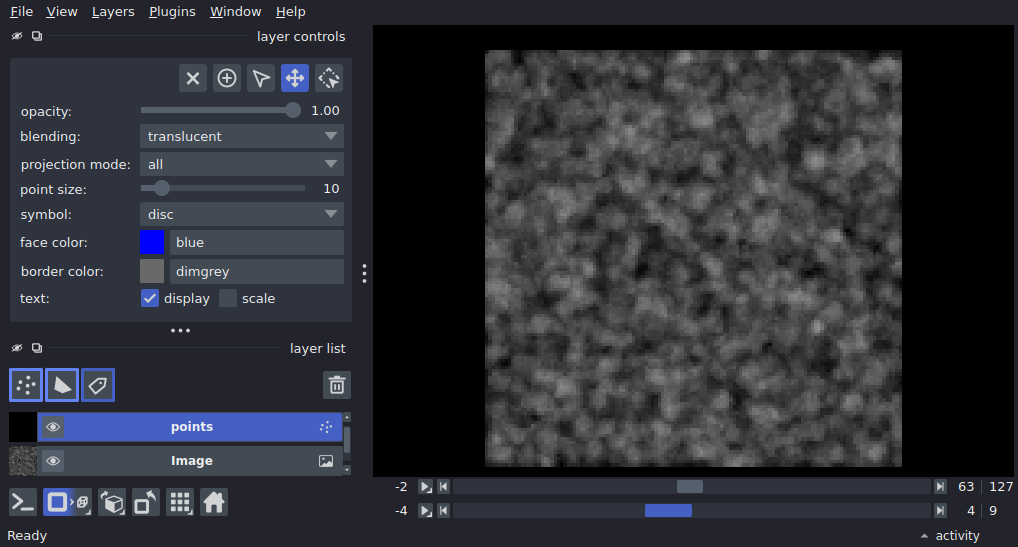 File View Layers Plugins Window Help
layer controls
opacity: 1.00
blending: translucent
projection mode: all
point size: 10
symbol: disc
face color: blue
border color: dimgrey
text: display scale
layer list
points
Image
-2 63 127
-4 4 9
Ready activity